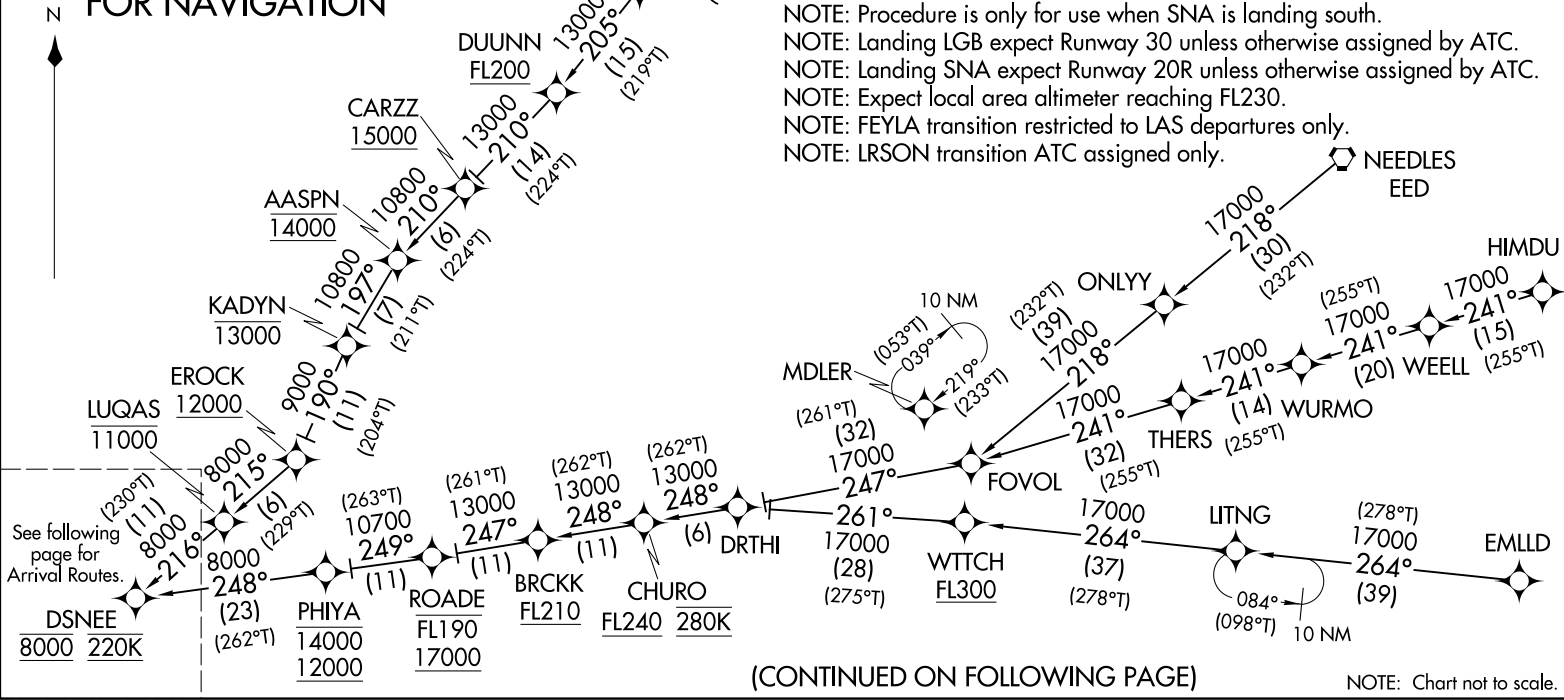 FOR NAVIGATION
N
NOTE: Procedure is only for use when SNA is landing south.
NOTE: Landing LGB expect Runway 30 unless otherwise assigned by ATC.
NOTE: Landing SNA expect Runway 20R unless otherwise assigned by ATC.
NOTE: Expect local area altimeter reaching FL230.
NOTE: FEYLA transition restricted to LAS departures only.
NOTE: LRSON transition ATC assigned only.
13000
205°
(15)
(219°T)
DUUNN
FL200
13000
210°
(14)
(224°T)
CARZZ
15000
10800
210°
(6)
(224°T)
AASPN
14000
10800
197°
(7)
(211°T)
KADYN
13000
9000
190°
(11)
(204°T)
EROCK
12000
8000
215°
(6)
(229°T)
LUQAS
11000
(230°T)
(11)
8000
216°
See following
page for
Arrival Routes.
DSNEE
8000 220K
8000
248°
(23)
(262°T)
PHIYA
14000
12000
(263°T)
10700
249°
(11)
ROADE
FL190
17000
(261°T)
13000
247°
(11)
BRCKK
FL210
(262°T)
13000
248°
(11)
CHURO
FL240 280K
(262°T)
13000
248°
(6)
DRTHI
(261°T)
(32)
17000
247°
FOVOL
261°
17000
(28)
(275°T)
WTTCH
FL300
17000
264°
(37)
(278°T)
LITNG
084°
(098°T)
10 NM
(278°T)
17000
264°
(39)
EMLLD
MDLER
10 NM
(053°T)
039°
219°
(233°T)
(232°T)
(39)
17000
218°
ONLYY
17000
218°
(30)
(232°T)
NEEDLES
EED
17000
241°
(32)
(255°T)
THERS
17000
241°
(14)
(255°T)
WURMO
(255°T)
17000
241°
(20)
WEELL
17000
241°
(15)
(255°T)
HIMDU
(CONTINUED ON FOLLOWING PAGE)
NOTE: Chart not to scale.